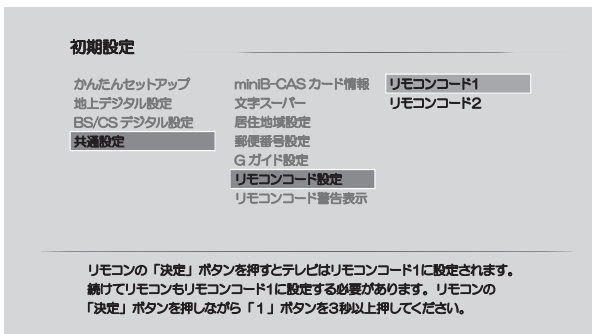 初期設定
かんたんセットアップ
地上デジタル設定
BS/CS デジタル設定
共通設定
miniB-CAS カード情報
文字スーパー
居住地域設定
郵便番号設定
G ガイド設定
リモコンコード設定
リモコンコード警告表示
リモコンコード1
リモコンコード2
リモコンの「決定」ボタンを押すとテレビはリモコンコード1に設定されます。
続けてリモコンもリモコンコード1に設定する必要があります。リモコンの
「決定」ボタンを押しながら「1」ボタンを3秒以上押してください。